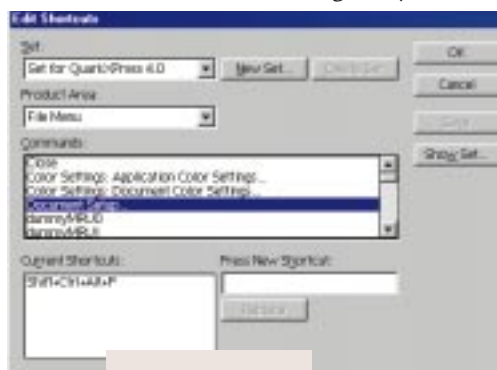 Edit Shortcuts
Set:
Set for QuarkXPress 4.0
New Set...
OK
Cancel
Product Area:
File Menu
Show Set...
Commands:
Close
Color Settings: Application Color Settings...
Color Settings: Document Color Settings...
Document Setup...
dummyMRU0
dummyMRU1
Current Shortcuts:
Press New Shortcut:
Shift+Ctrl+Alt+P